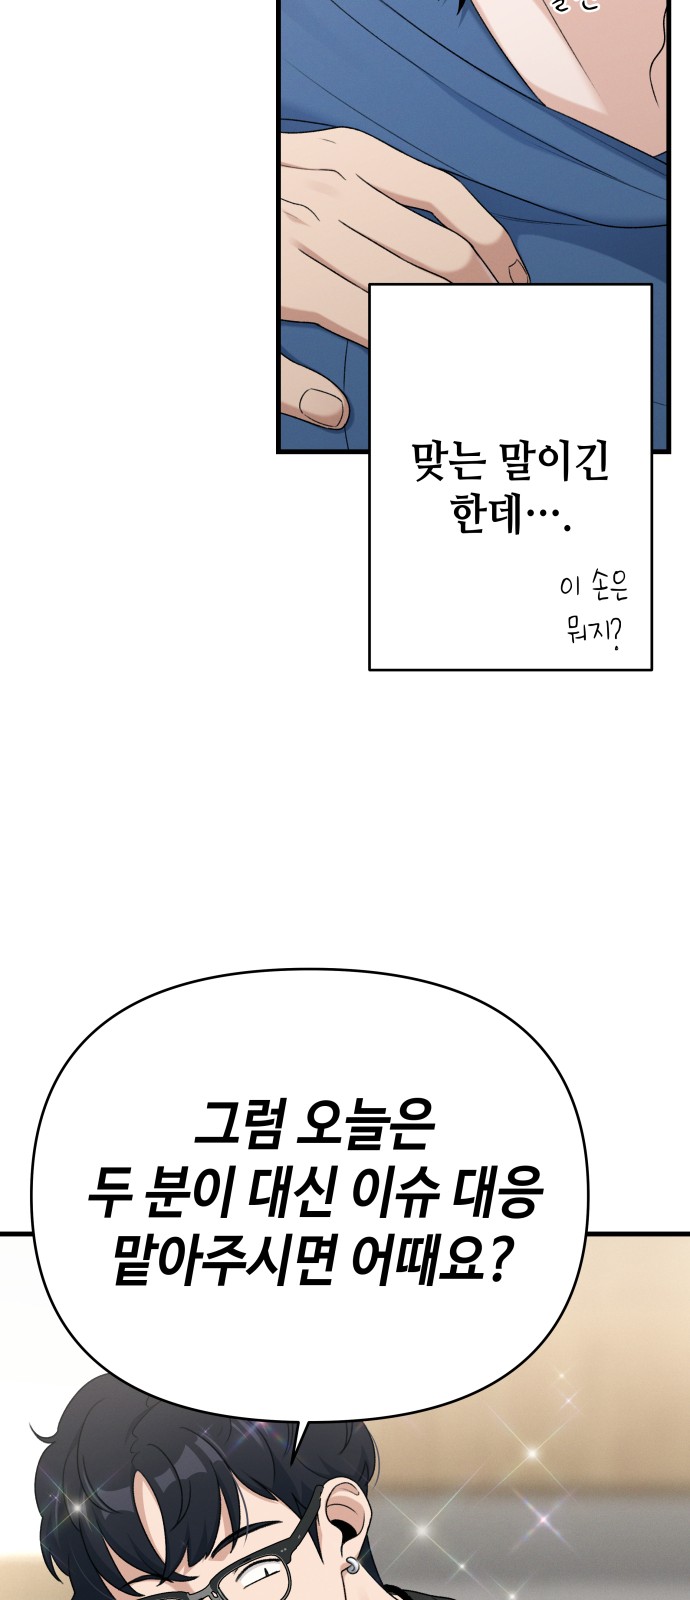 맞는 말이긴
한데….
이 손은
뭐지?
그럼 오늘은
두 분이 대신 이슈 대응
맡아주시면 어때요?